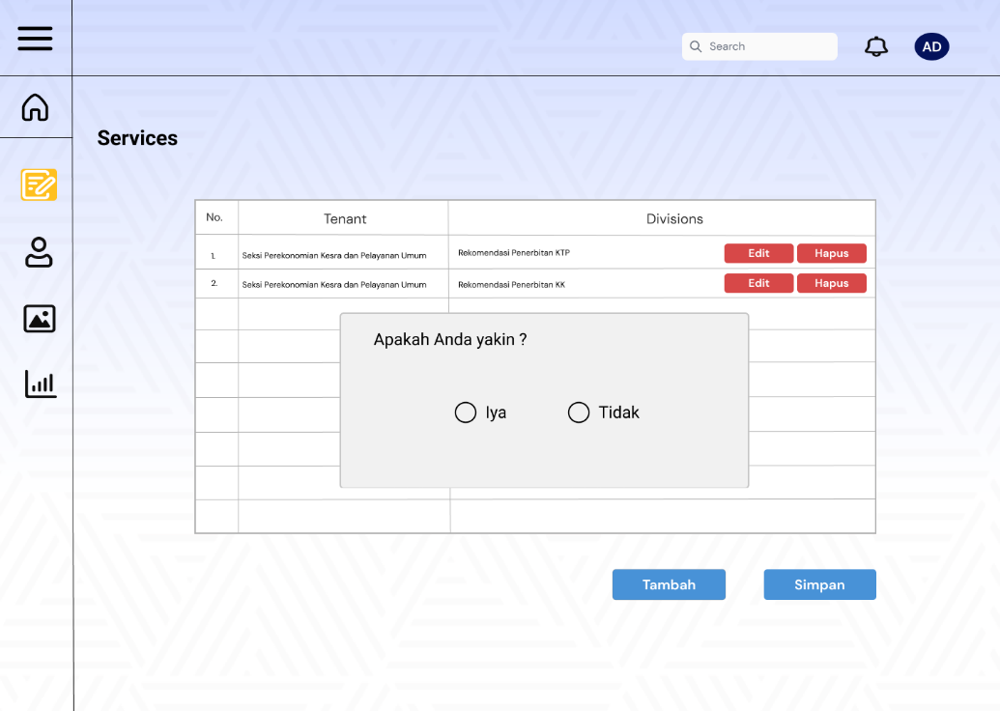 Search
AD
Services
No. Tenant Divisions
1. Seksi Perekonomian Kesra dan Pelayanan Umum Rekomendasi Penerbitan KTP Edit Hapus
2. Seksi Perekonomian Kesra dan Pelayanan Umum Rekomendasi Penerbitan KK Edit Hapus
Apakah Anda yakin ?
Iya Tidak
Tambah Simpan